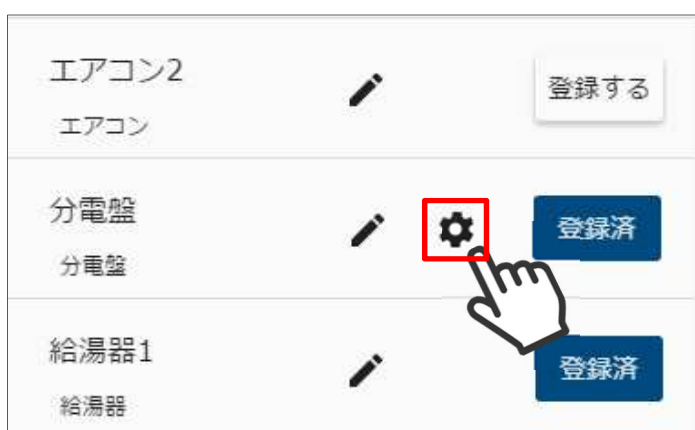 エアコン2
登録する
エアコン
分電盤
登録済
分電盤
給湯器1
登録済
給湯器